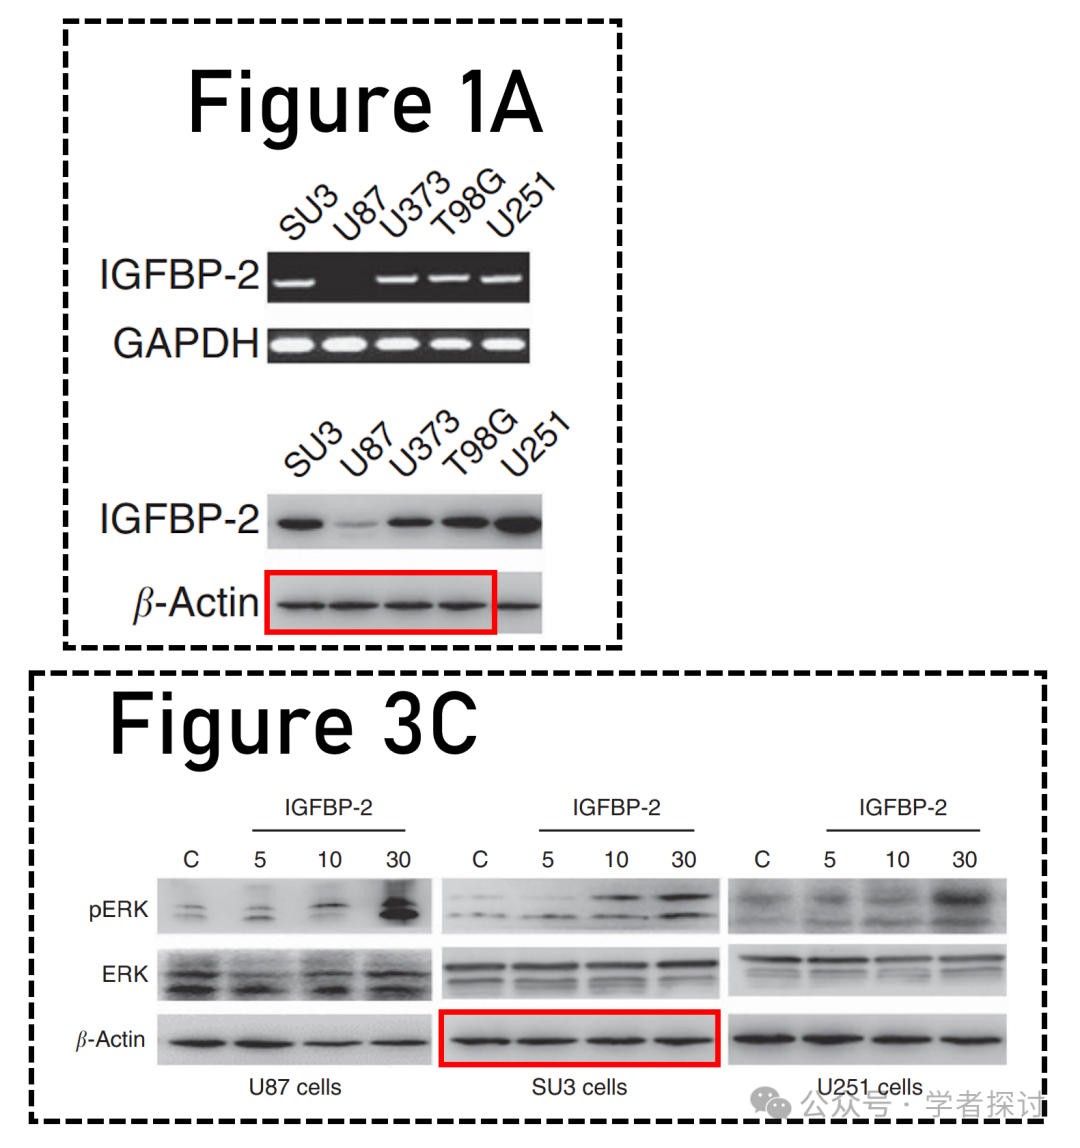 Figure 1A
SU3 U87 U373 T98G U251
IGFBP-2
GAPDH
SU3 U87 U373 T98G U251
IGFBP-2
β-Actin
Figure 3C
IGFBP-2 IGFBP-2 IGFBP-2
C 5 10 30 C 5 10 30 C 5 10 30
pERK
ERK
β-Actin
U87 cells SU3 cells U251 cells
公众号 · 学者探讨